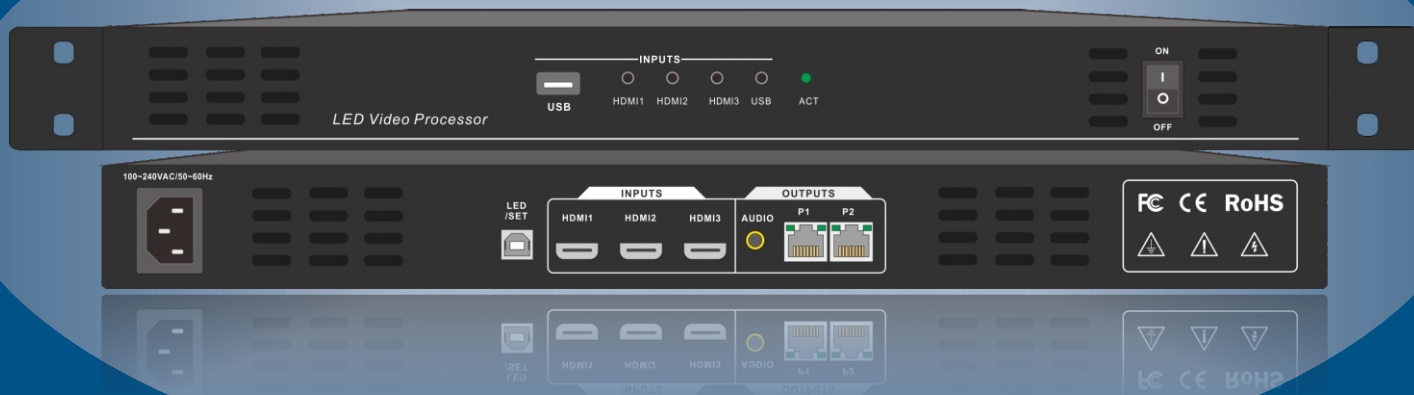 INPUTS
USB
HDMI1 HDMI2 HDMI3 USB ACT
LED Video Processor
ON
I
O
OFF
100~240VAC/50~60Hz
LED
/SET
INPUTS
HDMI1 HDMI2 HDMI3
OUTPUTS
AUDIO P1 P2
FC CE RoHS